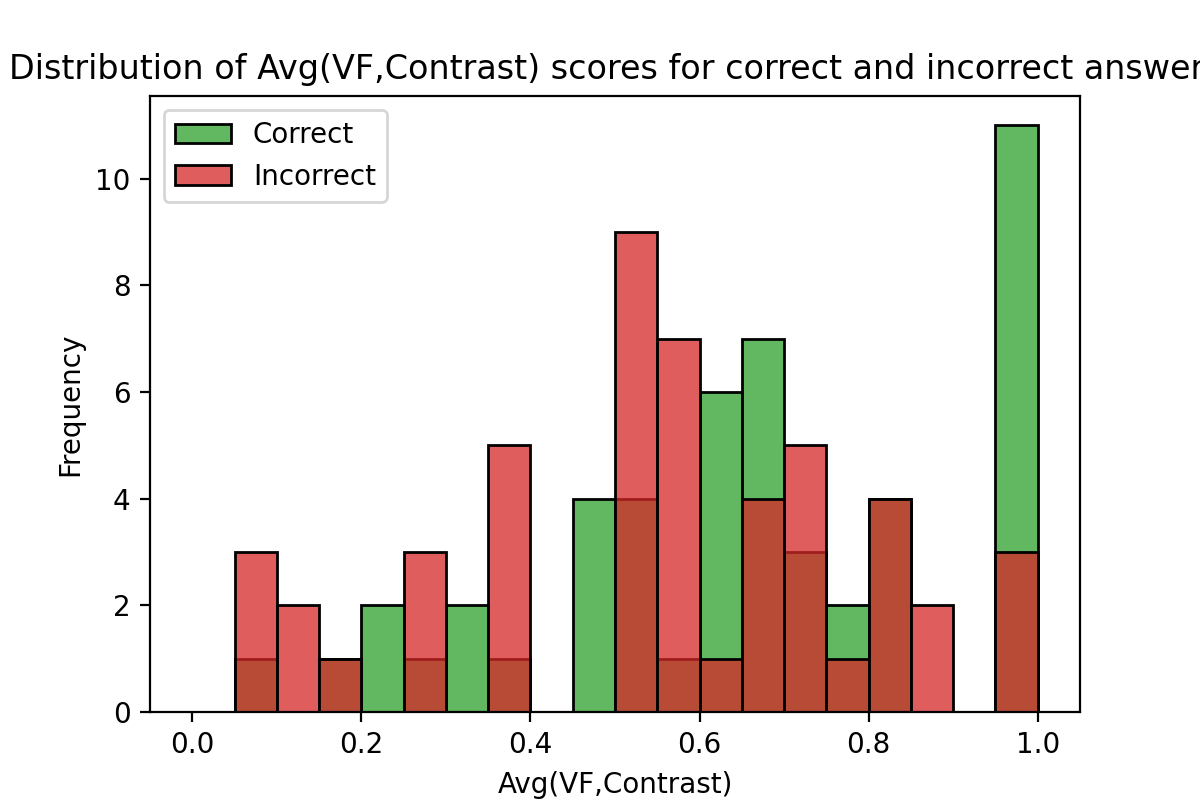 Distribution of Avg(VF,Contrast) scores for correct and incorrect answer
Correct
Incorrect
Frequency
10
8
6
4
2
0
0.0 0.2 0.4 0.6 0.8 1.0
Avg(VF,Contrast)